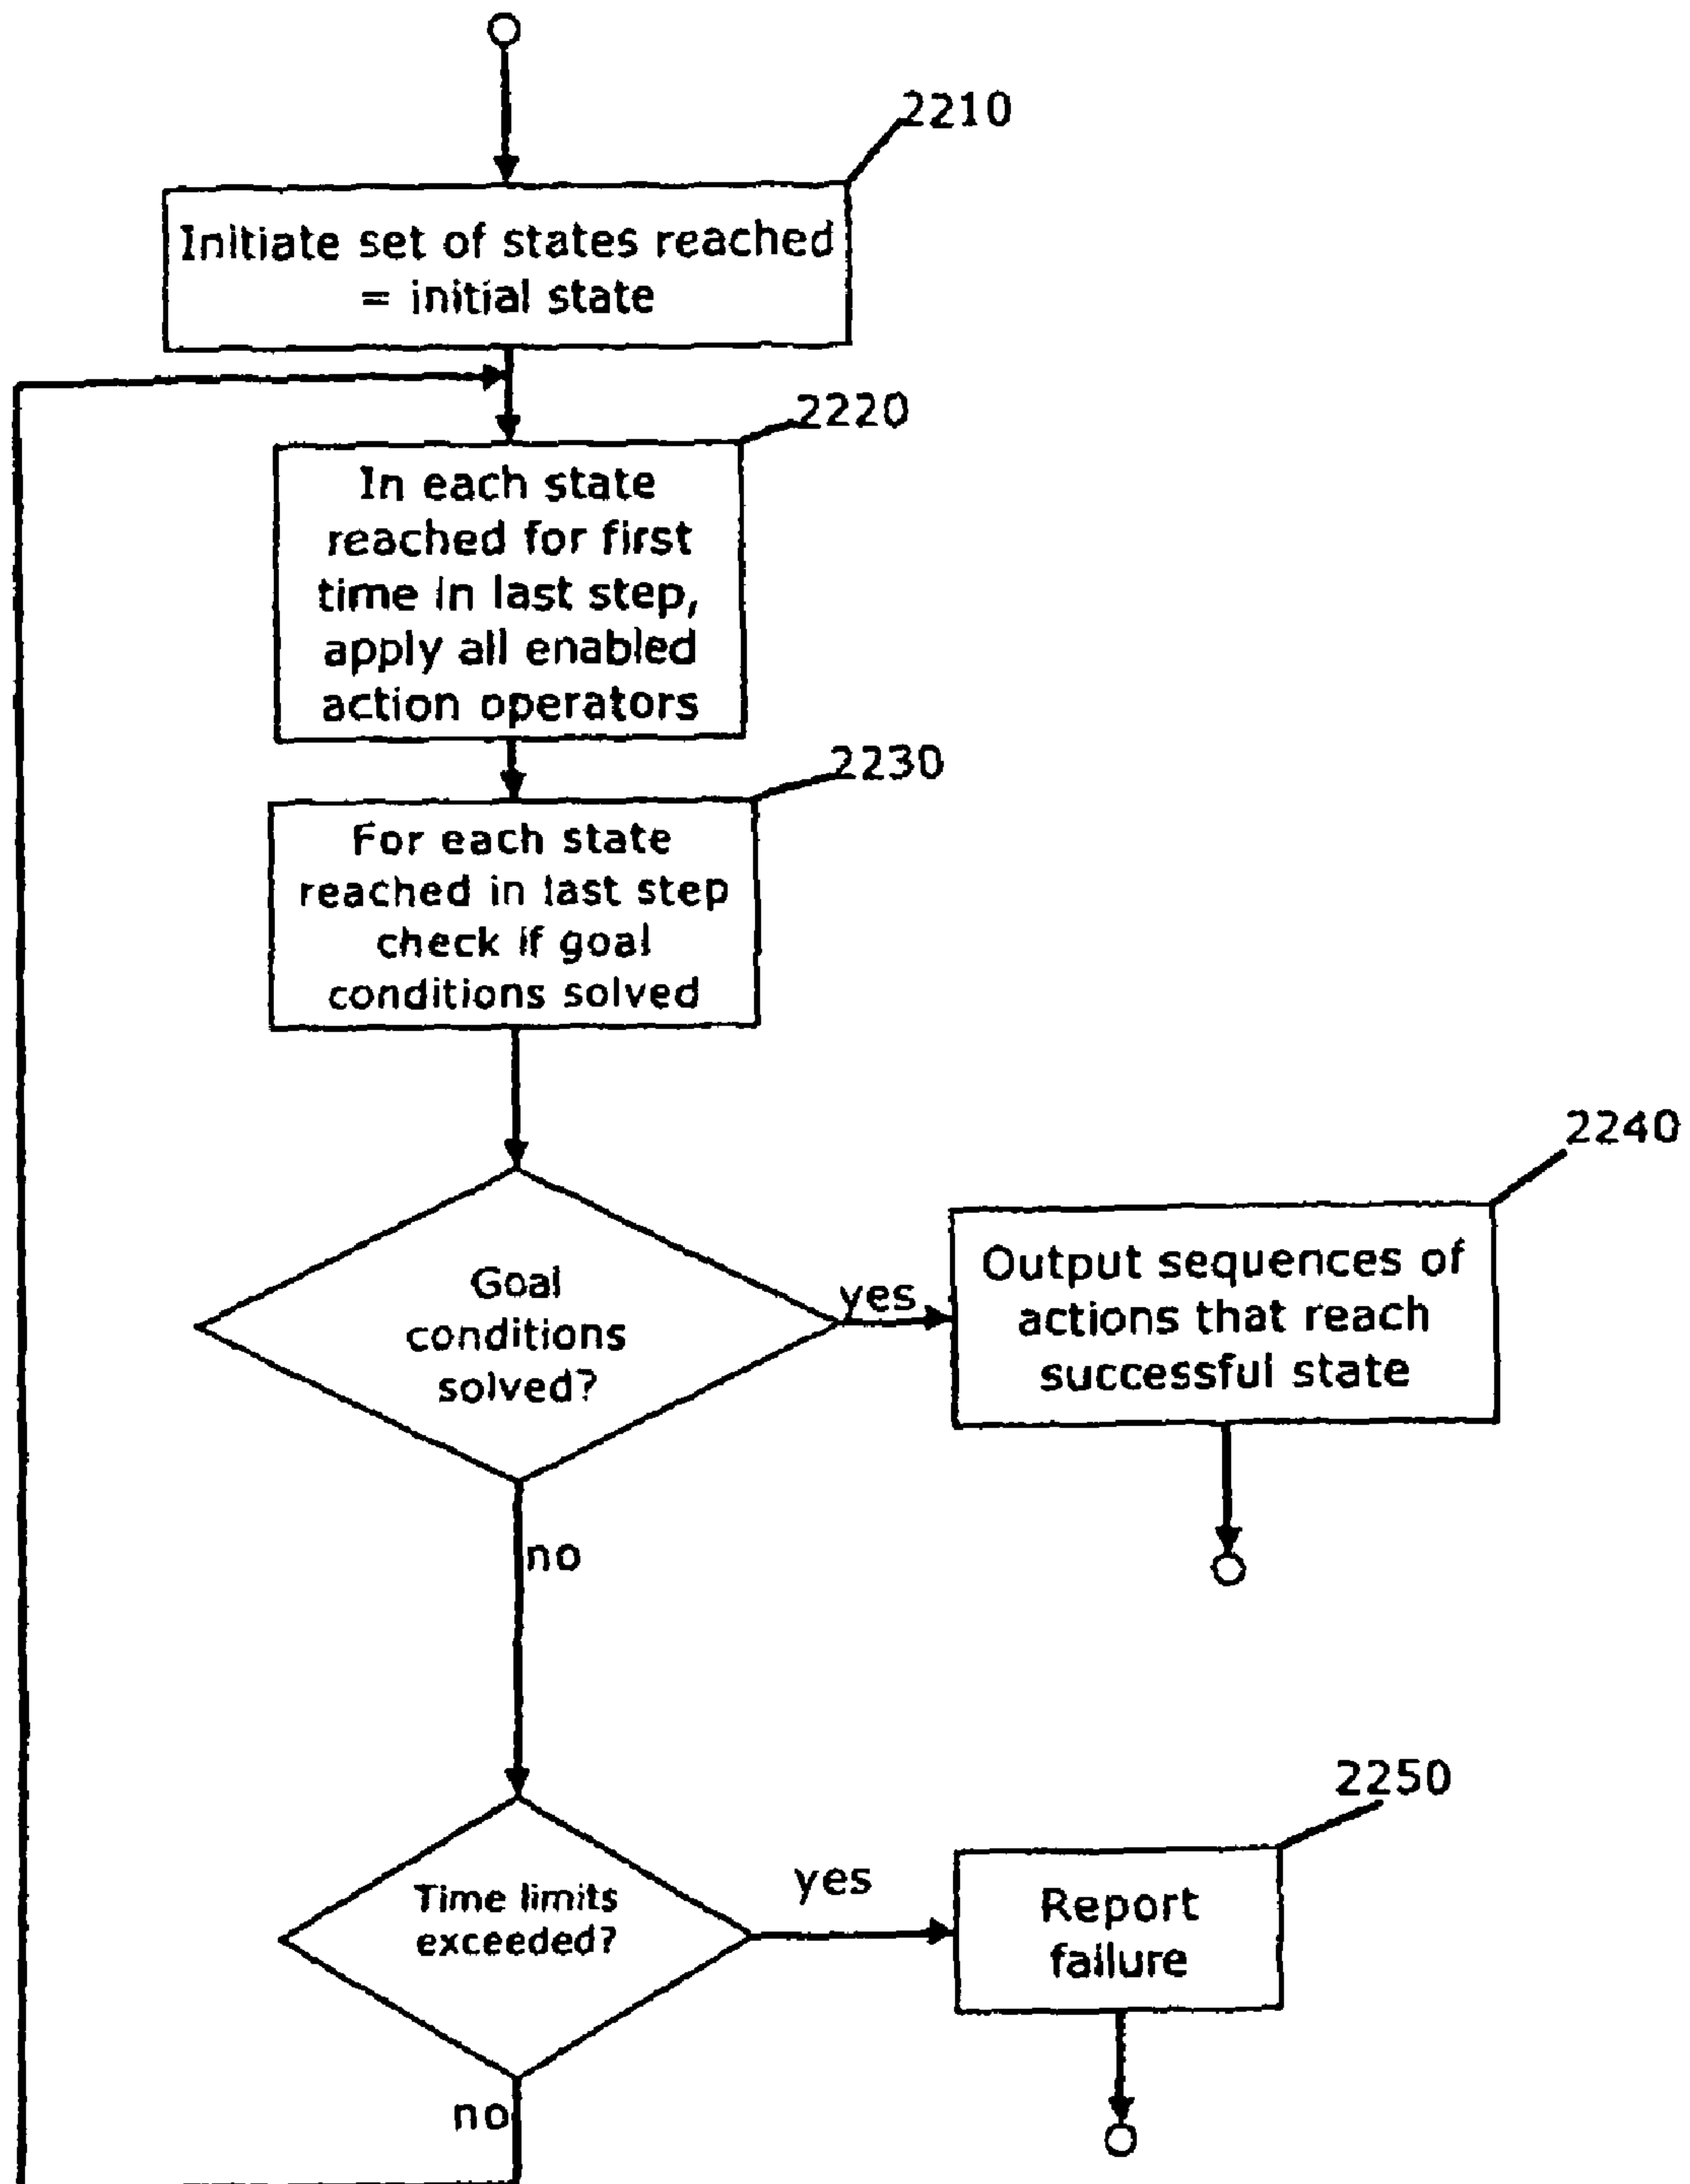 2210
Initiate set of states reached
= initial state
2220
In each state
reached for first
time in last step,
apply all enabled
action operators
2230
For each state
reached in last step
check if goal
conditions solved
2240
Goal
conditions
solved?
yes
Output sequences of
actions that reach
successful state
no
2250
Time limits
exceeded?
yes
Report
failure
no